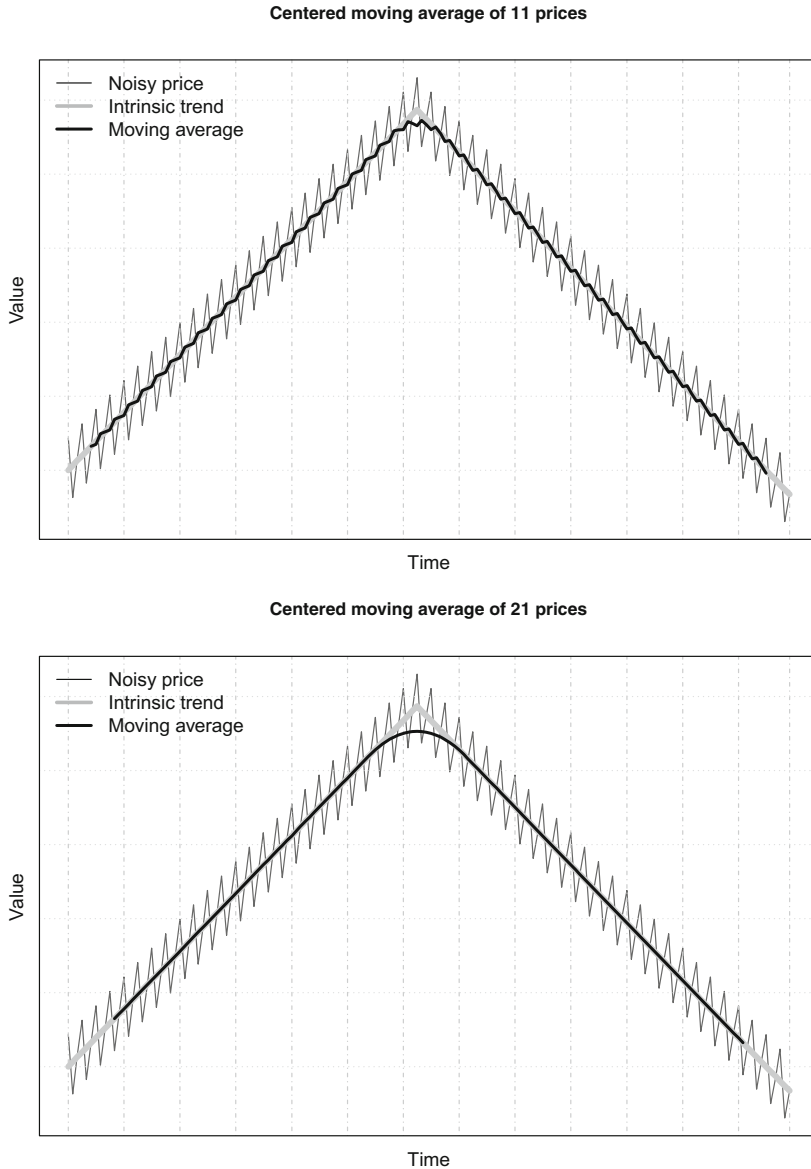 Centered moving average of 11 prices
Noisy price
Intrinsic trend
Moving average
Value
Time
Centered moving average of 21 prices
Noisy price
Intrinsic trend
Moving average
Value
Time